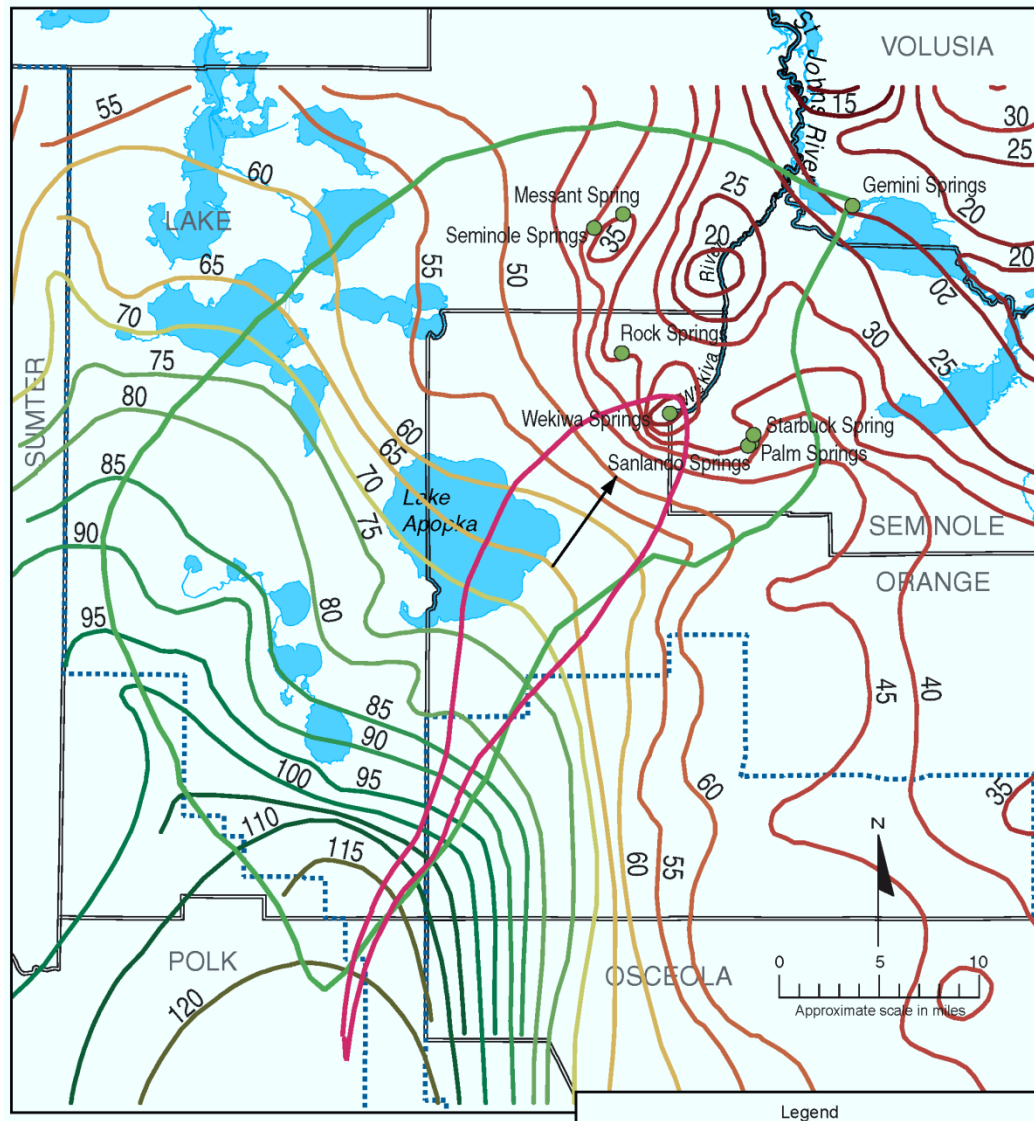 VOLUSIA
St Johns River
15
30
25
55
60
Messant Spring
25
Gemini Springs
20
LAKE
Seminole Springs
35
20
River
20
65
55
50
20
70
Rock Springs
30
75
25
SUMTER
80
Wekiva
60
Wekiwa Springs
Starbuck Spring
65
Sanlando Springs
Palm Springs
85
70
Lake
Apopka
75
SEMINOLE
90
ORANGE
80
95
85
45
40
90
100
95
60
35
110
N
115
60
55
POLK
OSCEOLA
0
5
10
Approximate scale in miles
120
Legend